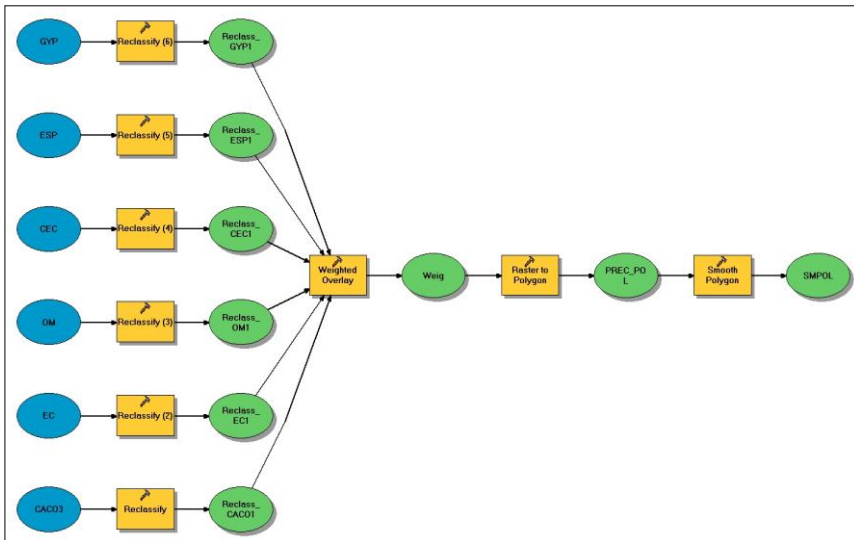 GYP
Reclassify (6)
Reclass_
GYP1
ESP
Reclassify (5)
Reclass_
ESP1
CEC
Reclassify (4)
Reclass_
CEC1
Weighted
Overlay
Weig
Raster to
Polygon
PREC_PO
L
Smooth
Polygon
SMPOL
OM
Reclassify (3)
Reclass_
OM1
EC
Reclassify (2)
Reclass_
EC1
CACO3
Reclassify
Reclass_
CACO1